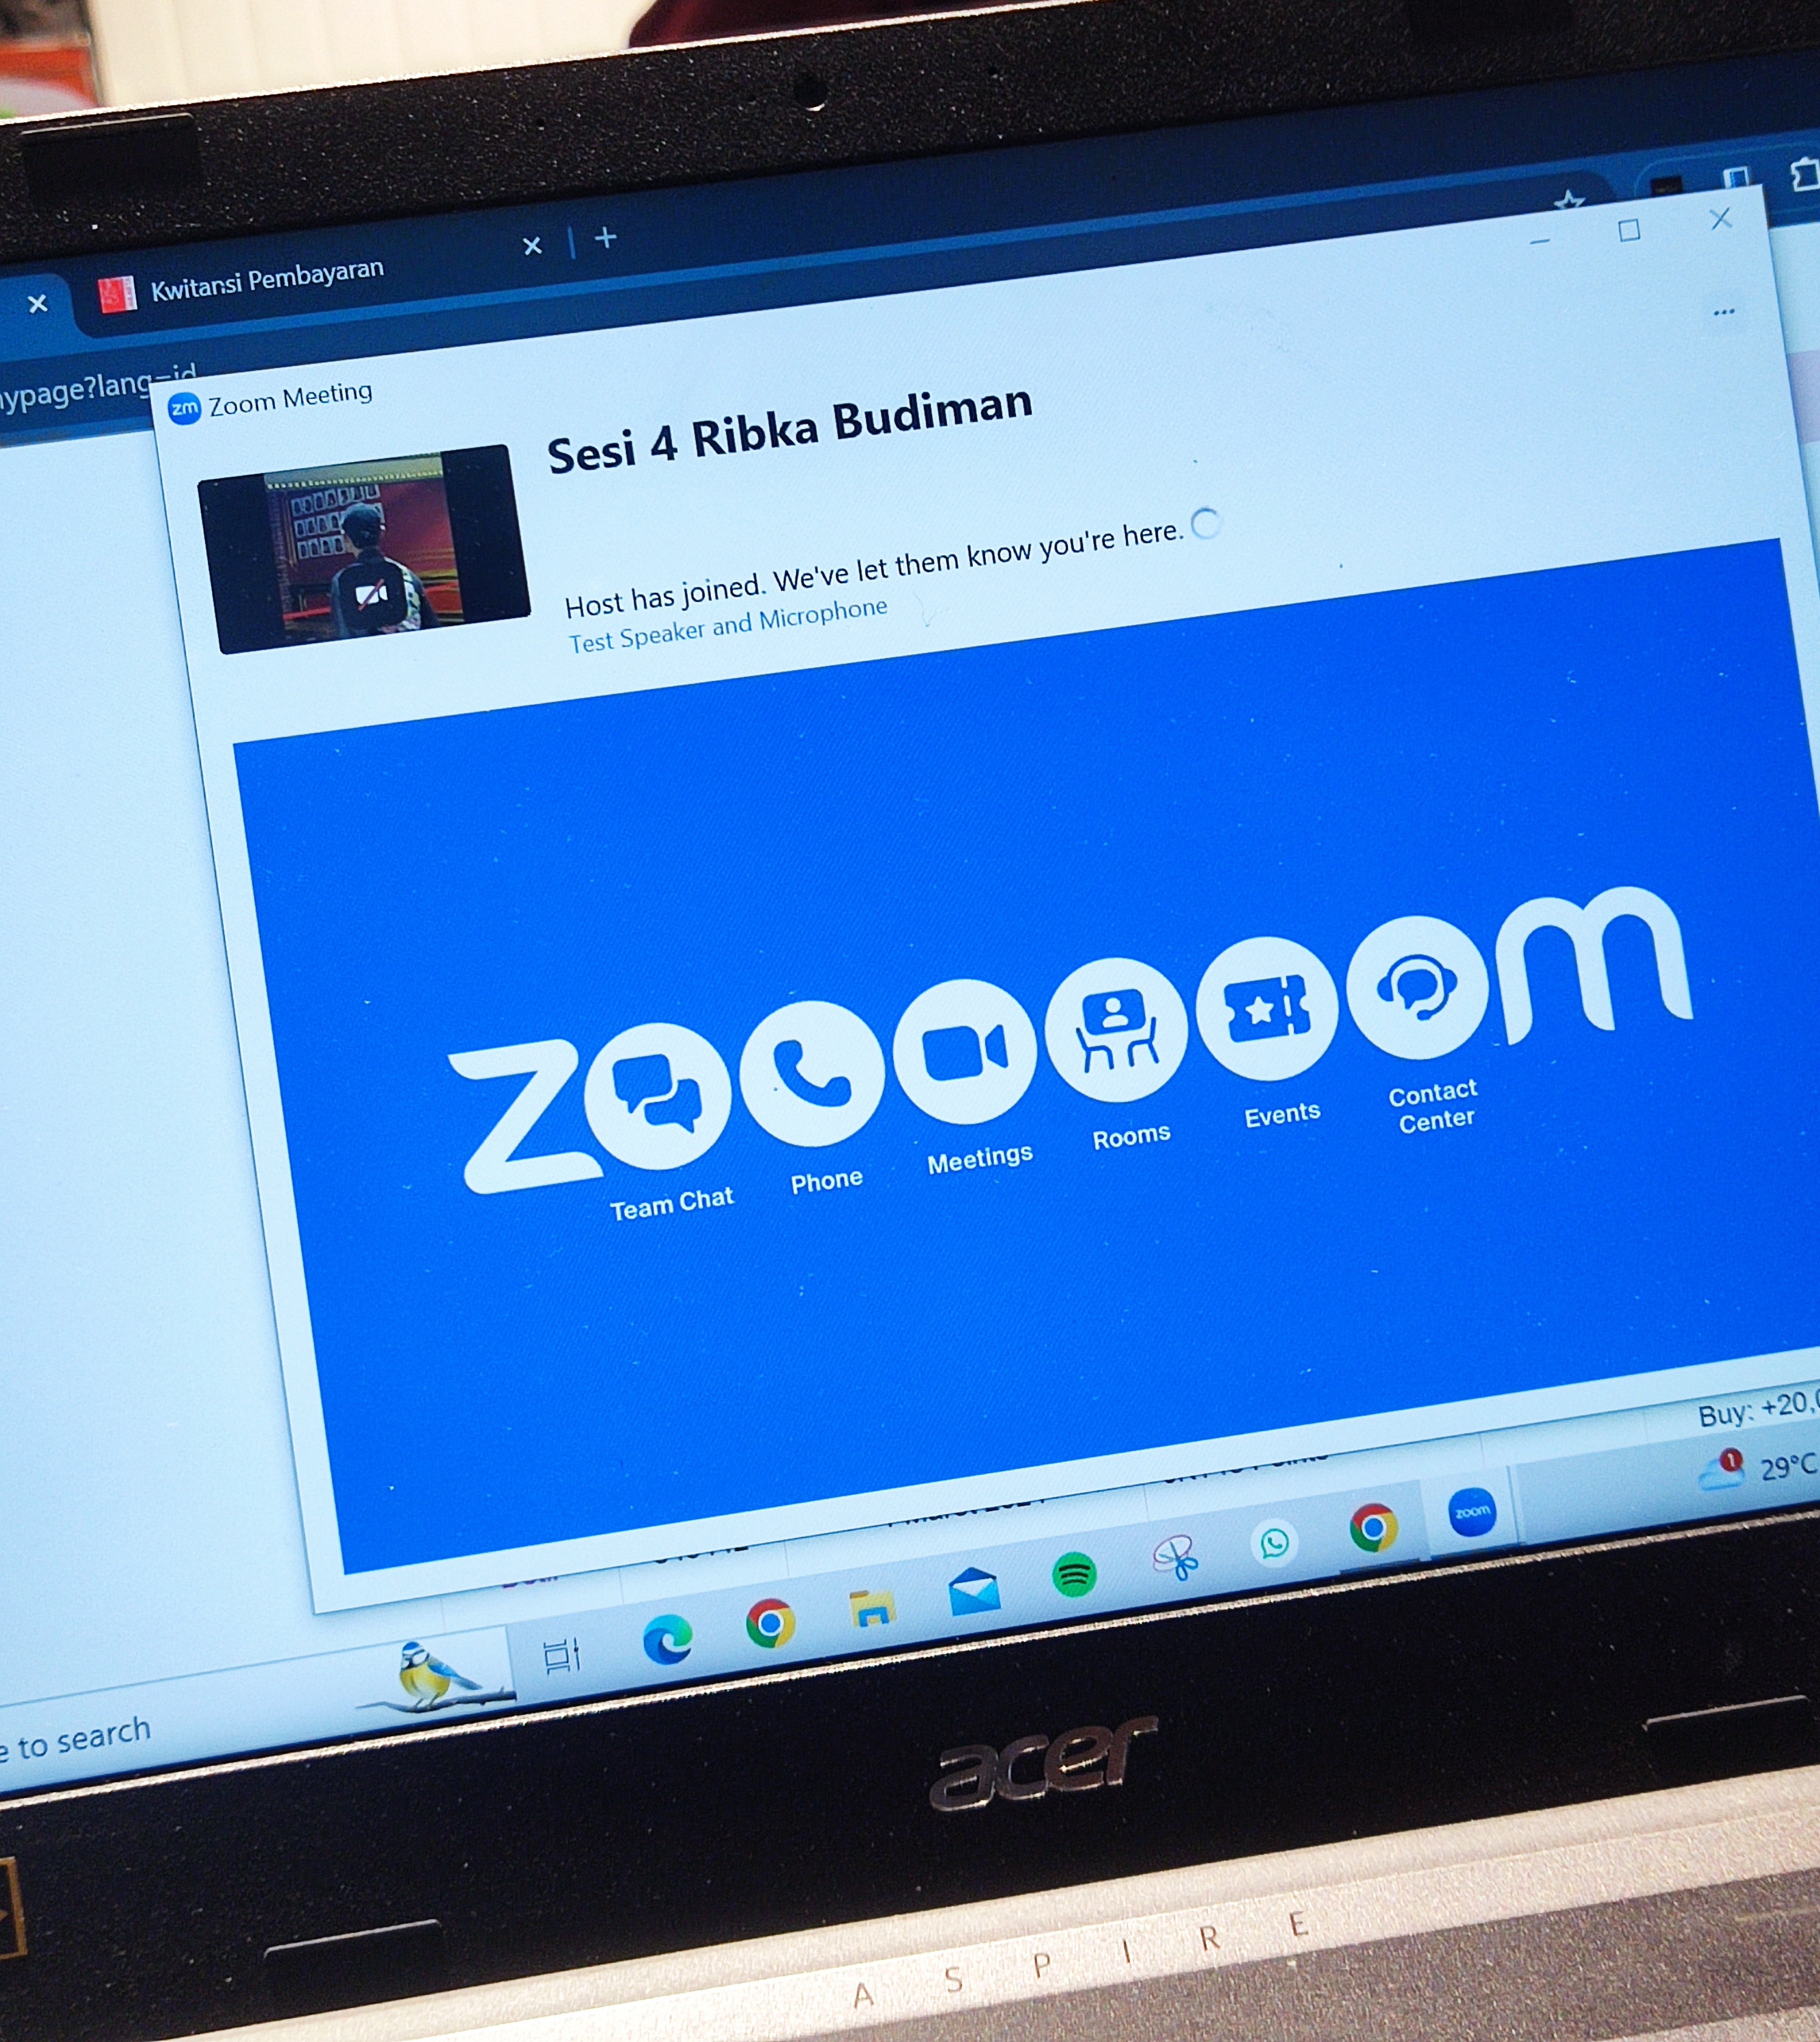 Kwitansi Pembayaran
ypage?lang=id
zm Zoom Meeting
Sesi 4 Ribka Budiman
Host has joined. We've let them know you're here.
Test Speaker and Microphone
zoom
Team Chat
Phone
Meetings
Rooms
Events
Contact
Center
Buy: +20,
1
29°C
zoom
to search
acer
ASPIRE